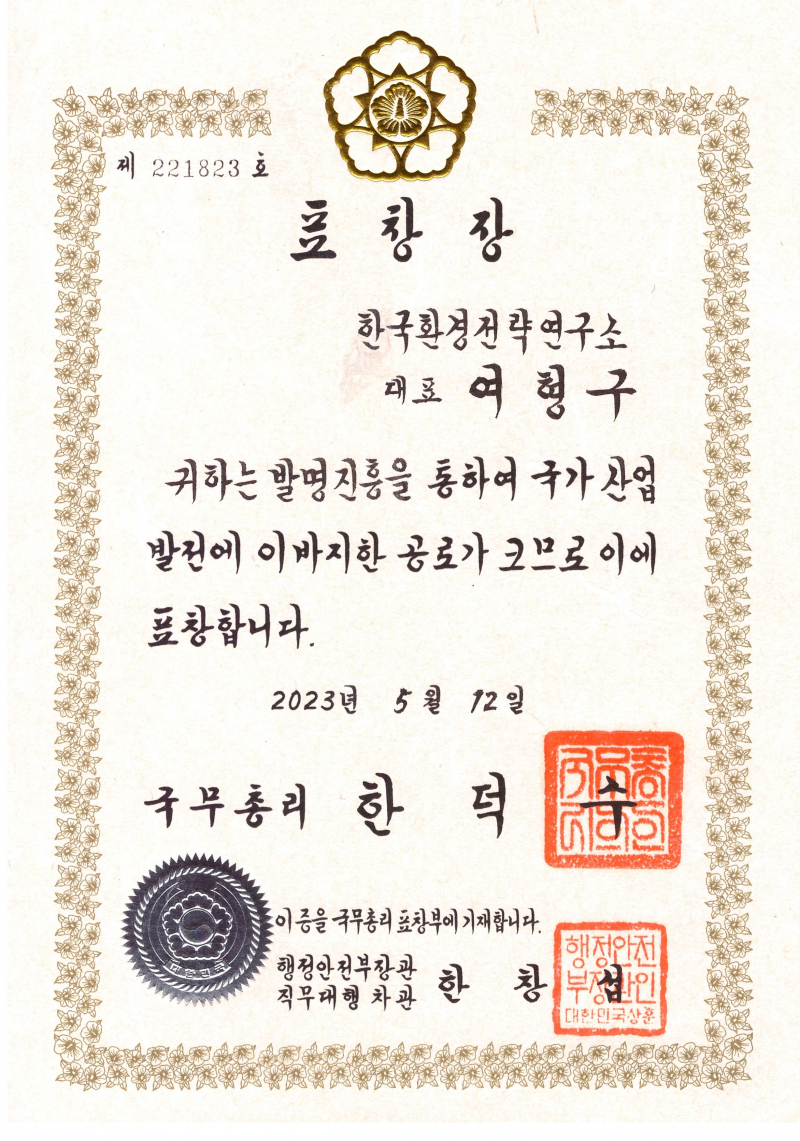 제 221823 호
표 창 장
한국환경전략연구소
대표 여 형 구
귀하는 발명진흥을 통하여 국가 산업
발전에 이바지한 공로가 크므로 이에
표창합니다.
2023년 5월 12일
국무총리 한 덕 수
이 증을 국무총리 표창부에 기재합니다.
행정안전부장관
직무대행 차관 한 창 섭
대한민국
행정안전
부장관인
대한민국상훈